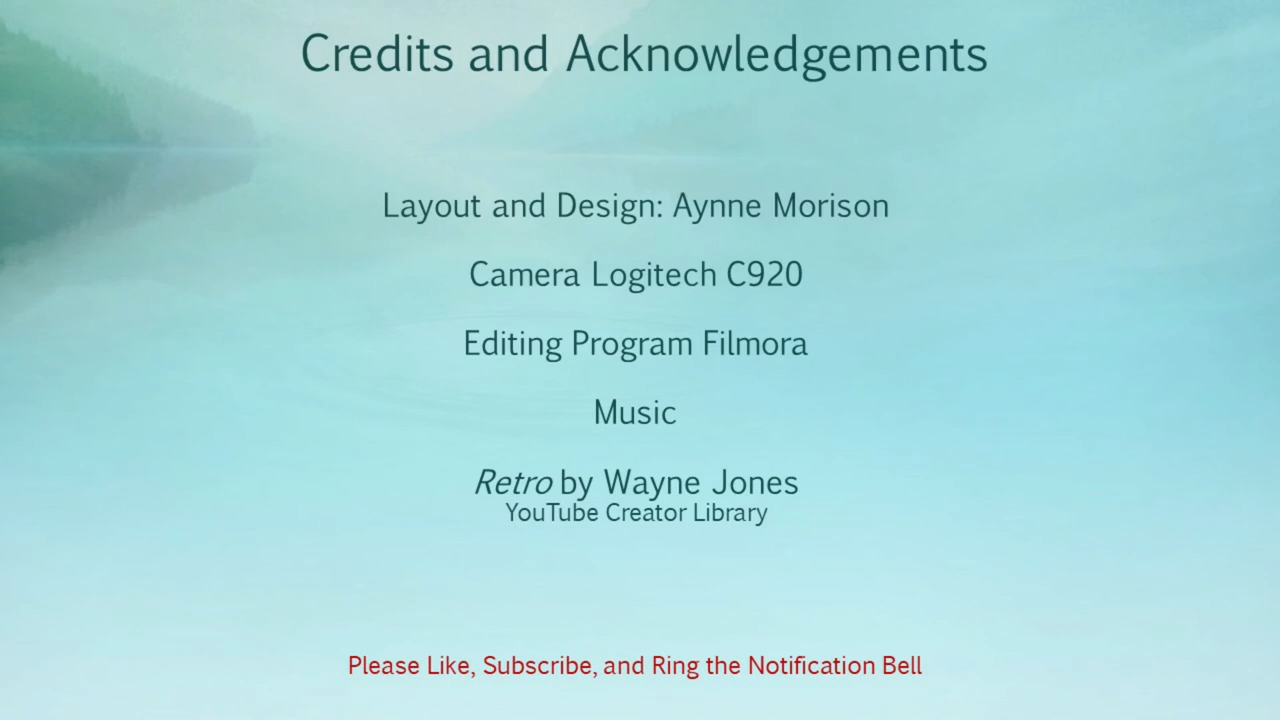 Credits and Acknowledgements
Layout and Design: Aynne Morison
Camera Logitech C920
Editing Program Filmora
Music
Retro by Wayne Jones
YouTube Creator Library
Please Like, Subscribe, and Ring the Notification Bell